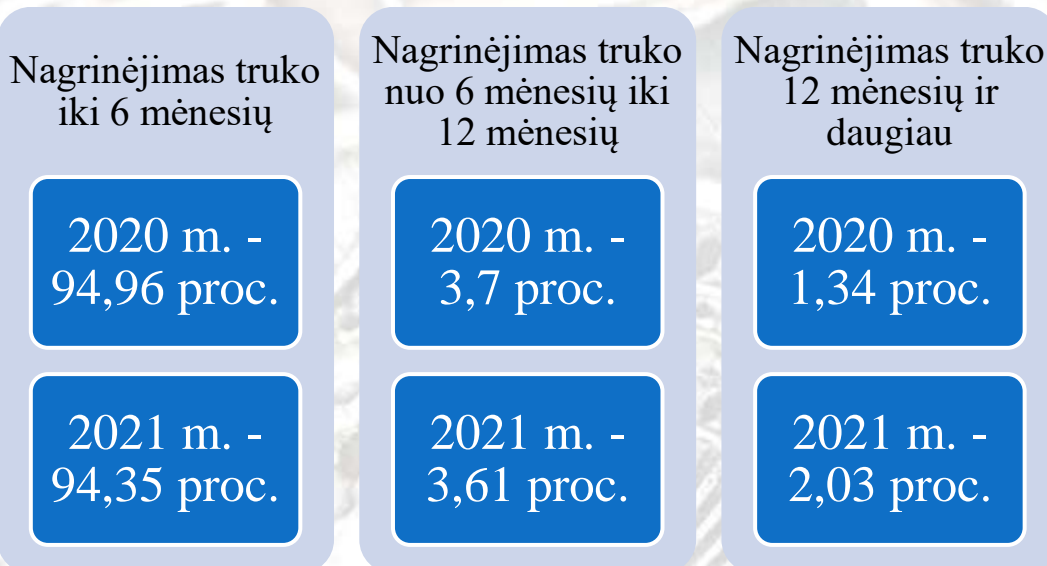 Nagrinėjimas truko
iki 6 mėnesių
2020 m. -
94,96 proc.
2021 m. -
94,35 proc.
Nagrinėjimas truko
nuo 6 mėnesių iki
12 mėnesių
2020 m. -
3,7 proc.
2021 m. -
3,61 proc.
Nagrinėjimas truko
12 mėnesių ir
daugiau
2020 m. -
1,34 proc.
2021 m. -
2,03 proc.